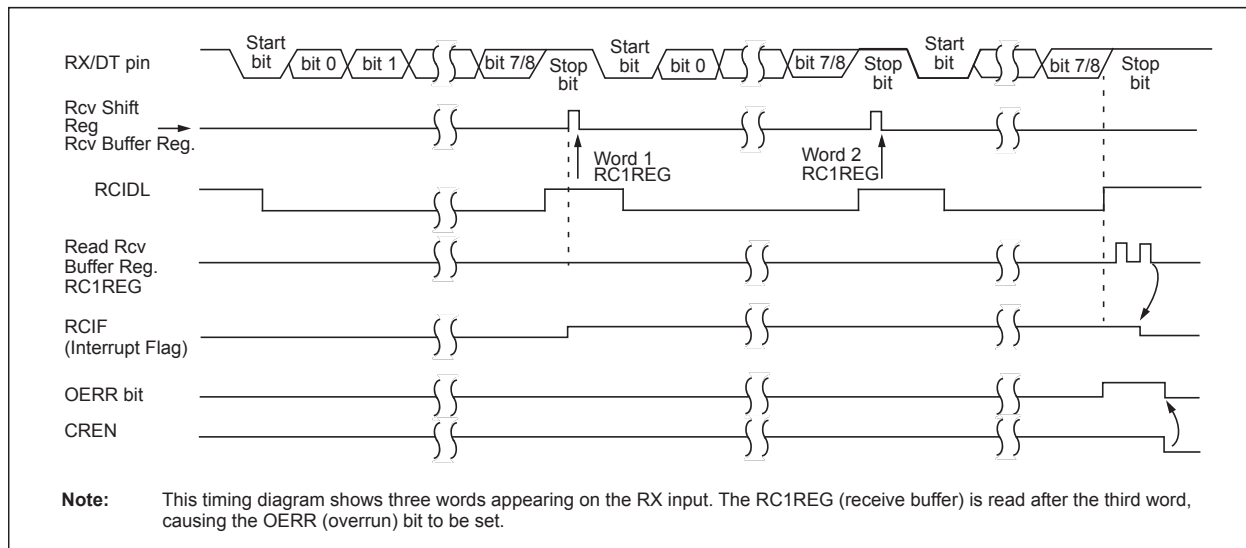 Start
bit
bit 0
bit 1
bit 7/8
Stop
bit
Start
bit
bit 0
bit 7/8
Stop
bit
Start
bit
bit 7/8
Stop
bit
RX/DT pin
Rcv Shift
Reg
Rcv Buffer Reg.
Word 1
RC1REG
Word 2
RC1REG
RCIDL
Read Rcv
Buffer Reg.
RC1REG
RCIF
(Interrupt Flag)
OERR bit
CREN
Note: This timing diagram shows three words appearing on the RX input. The RC1REG (receive buffer) is read after the third word,
causing the OERR (overrun) bit to be set.